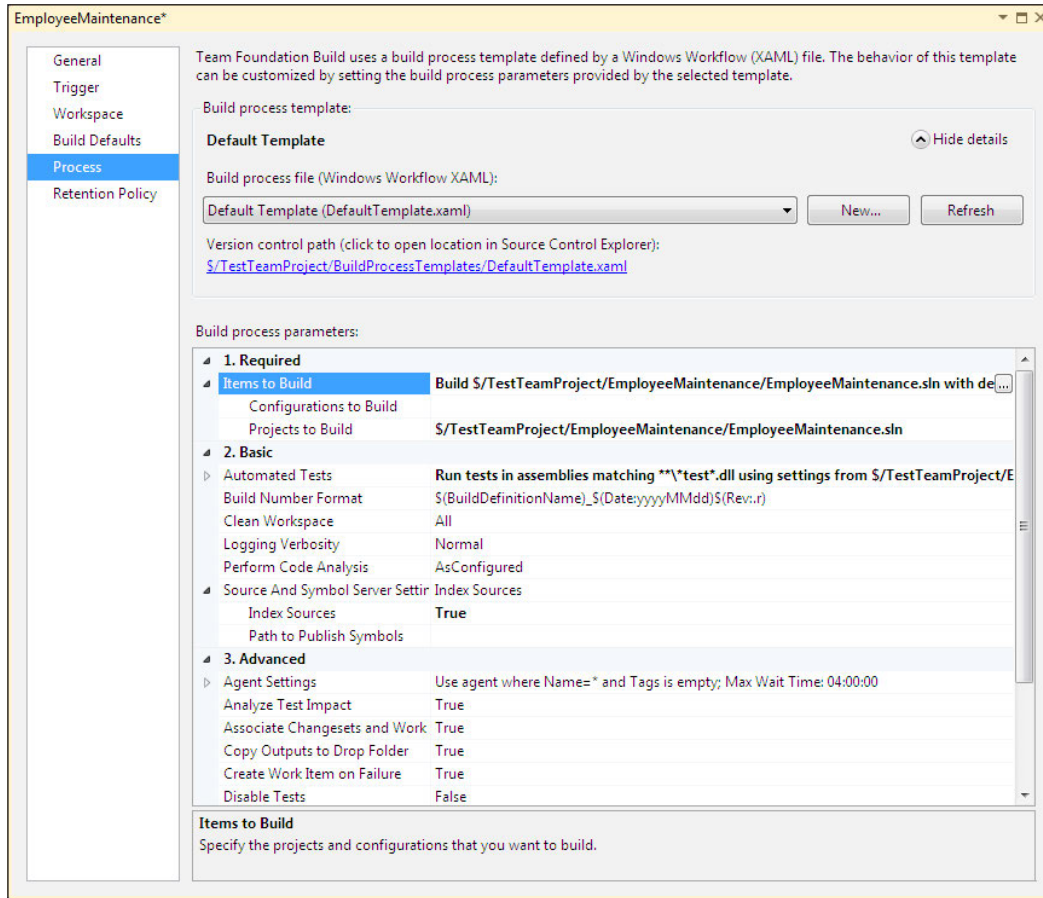 EmployeeMaintenance*
General
Trigger
Workspace
Build Defaults
Process
Retention Policy
Team Foundation Build uses a build process template defined by a Windows Workflow (XAML) file. The behavior of this template
can be customized by setting the build process parameters provided by the selected template.
Build process template:
Default Template
Hide details
Build process file (Windows Workflow XAML):
Default Template (DefaultTemplate.xaml)
New...
Refresh
Version control path (click to open location in Source Control Explorer):
$/TestTeamProject/BuildProcessTemplates/DefaultTemplate.xaml
Build process parameters:
1. Required
Items to Build Build $/TestTeamProject/EmployeeMaintenance/EmployeeMaintenance.sln with de ...
Configurations to Build
Projects to Build $/TestTeamProject/EmployeeMaintenance/EmployeeMaintenance.sln
2. Basic
Automated Tests Run tests in assemblies matching **\*test*.dll using settings from $/TestTeamProject/E
Build Number Format $(BuildDefinitionName)_$(Date:yyyyMMdd)$(Rev:.r)
Clean Workspace All
Logging Verbosity Normal
Perform Code Analysis AsConfigured
Source And Symbol Server Settin Index Sources
Index Sources True
Path to Publish Symbols
3. Advanced
Agent Settings Use agent where Name=* and Tags is empty; Max Wait Time: 04:00:00
Analyze Test Impact True
Associate Changesets and Work True
Copy Outputs to Drop Folder True
Create Work Item on Failure True
Disable Tests False
Items to Build
Specify the projects and configurations that you want to build.